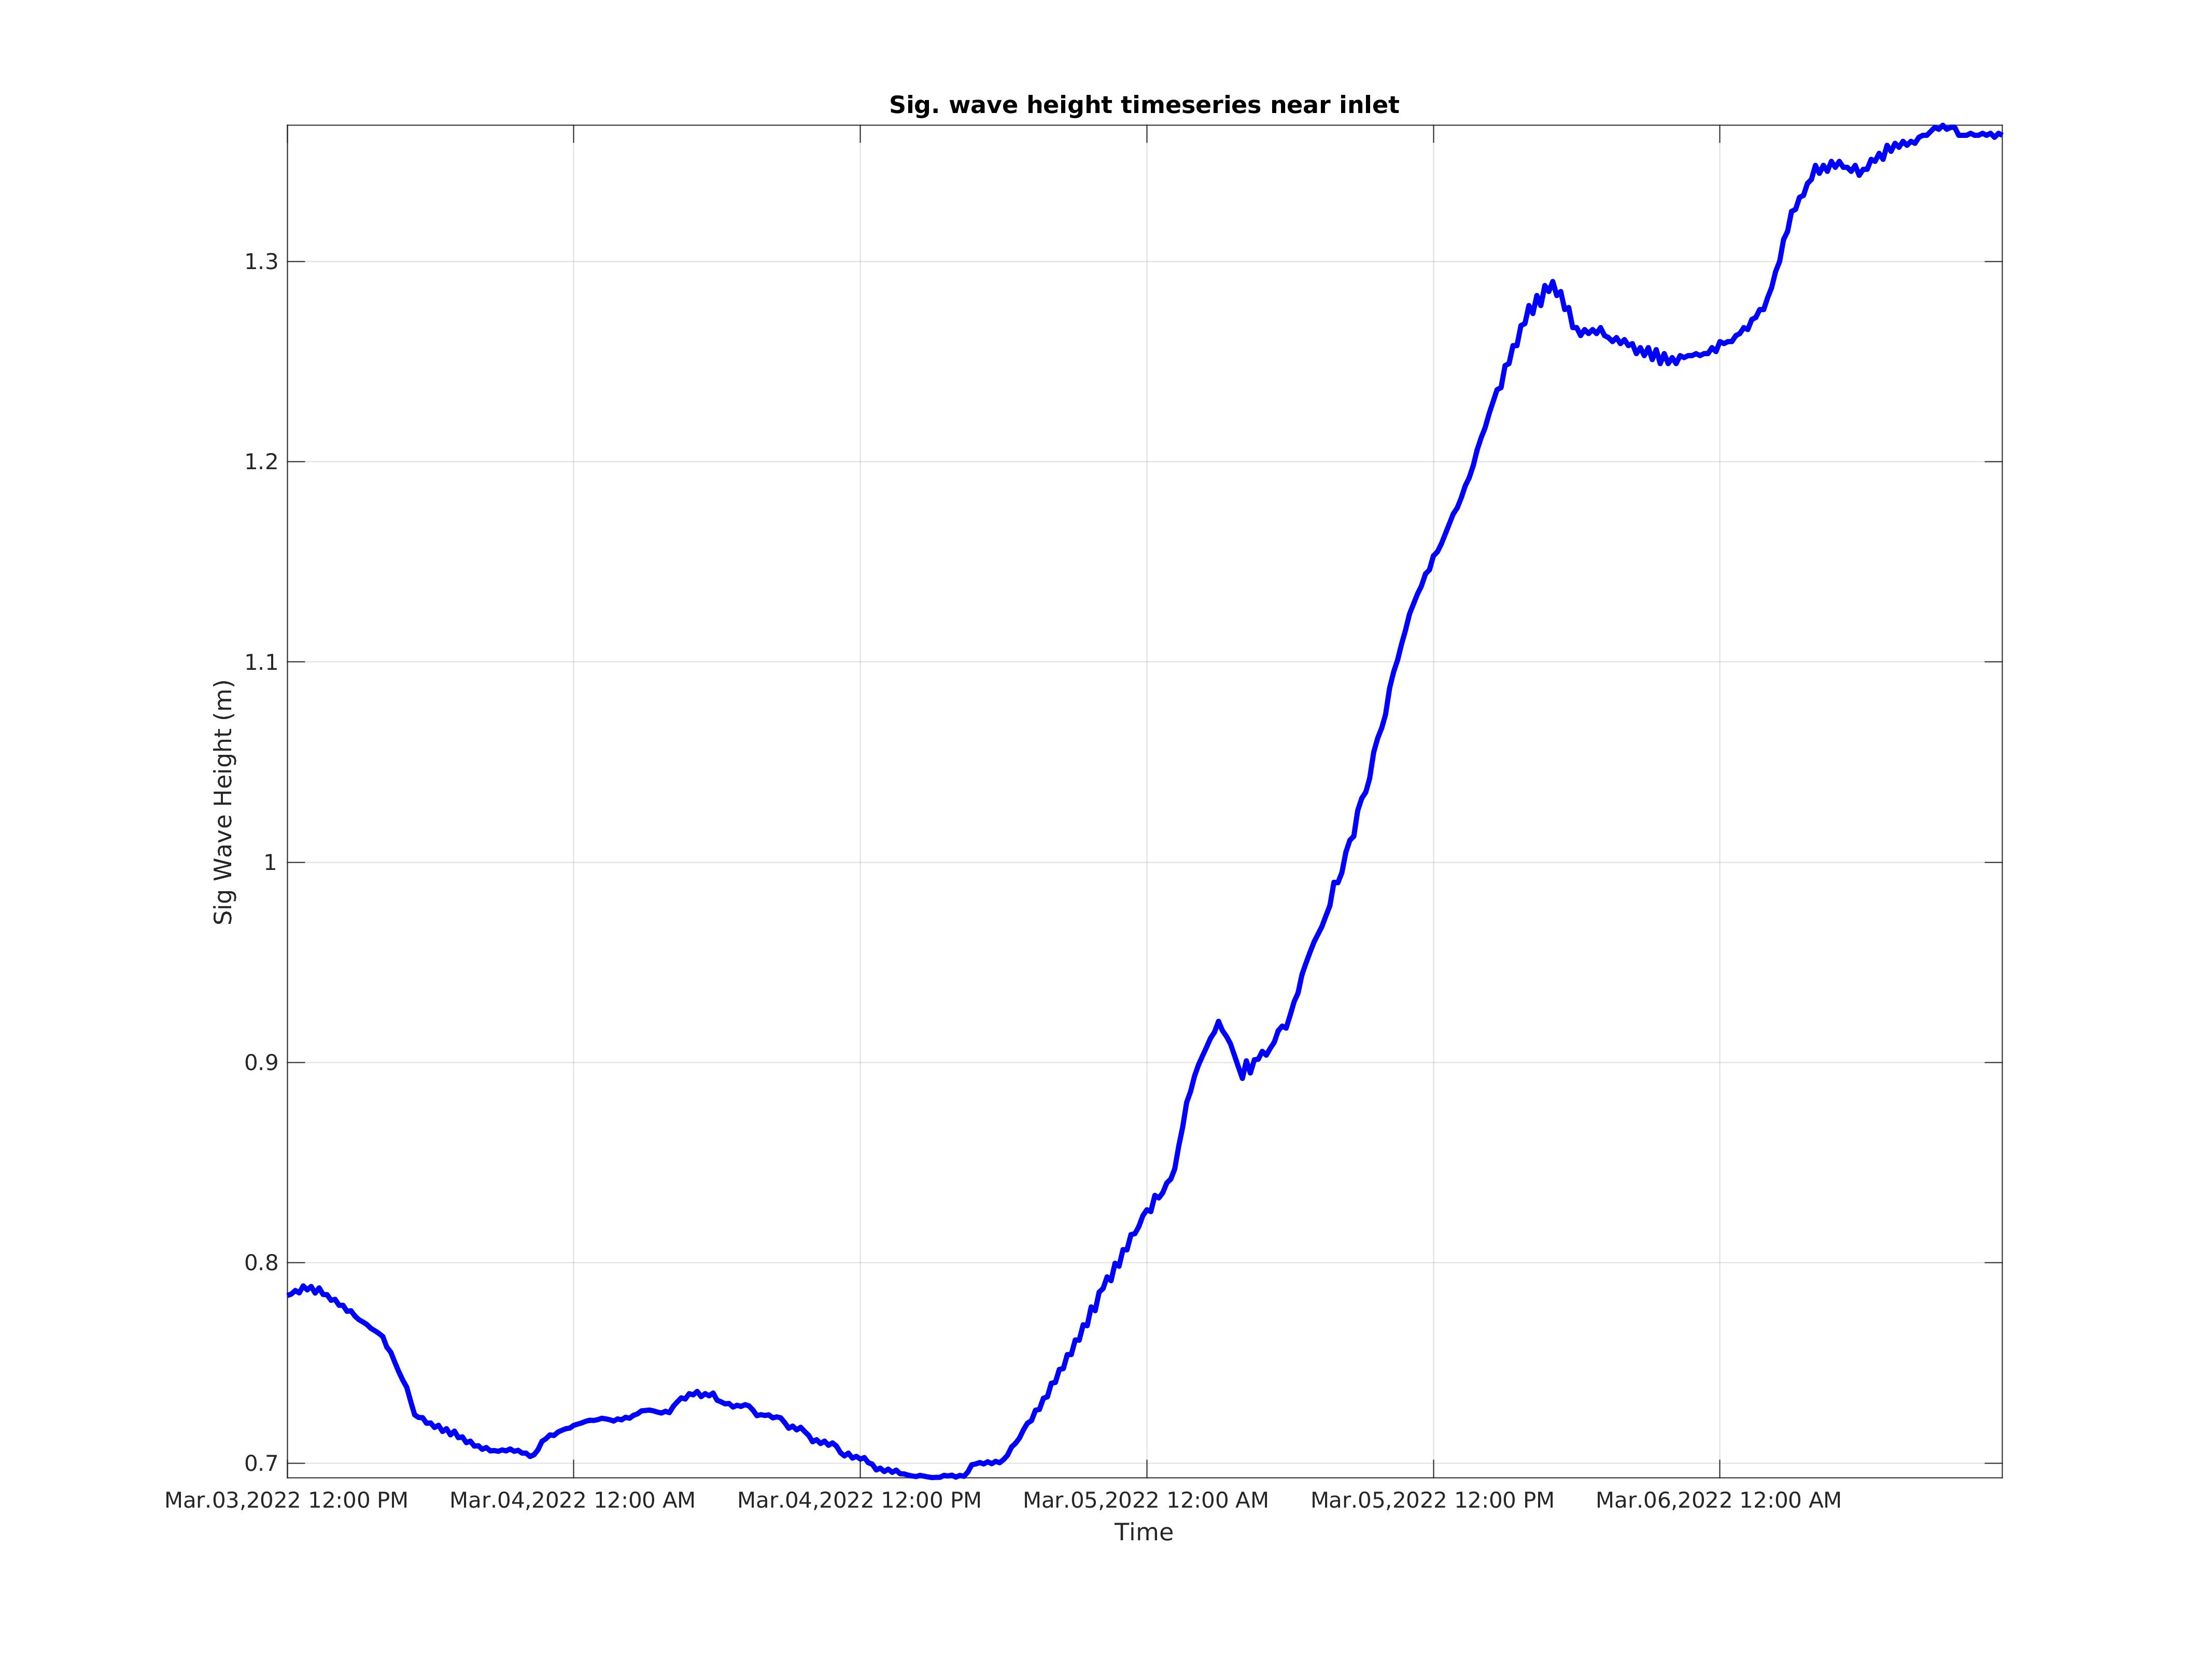 Sig. wave height timeseries near inlet
1.3
1.2
1.1
1
0.9
0.8
0.7
Sig Wave Height (m)
Mar.03,2022 12:00 PM Mar.04,2022 12:00 AM Mar.04,2022 12:00 PM Mar.05,2022 12:00 AM Mar.05,2022 12:00 PM Mar.06,2022 12:00 AM
Time